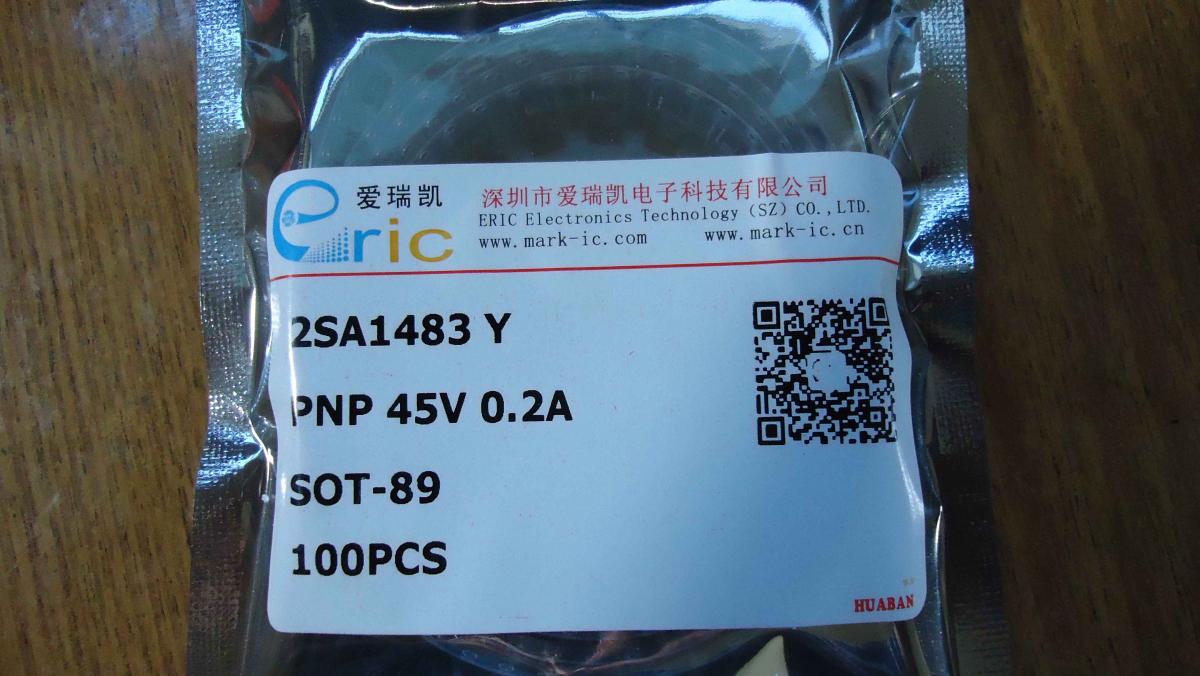 爱瑞凯
eric
深圳市爱瑞凯电子科技有限公司
ERIC Electronics Technology (SZ) CO.,LTD.
www.mark-ic.com www.mark-ic.cn
2SA1483 Y
PNP 45V 0.2A
SOT-89
100PCS
HUABAN